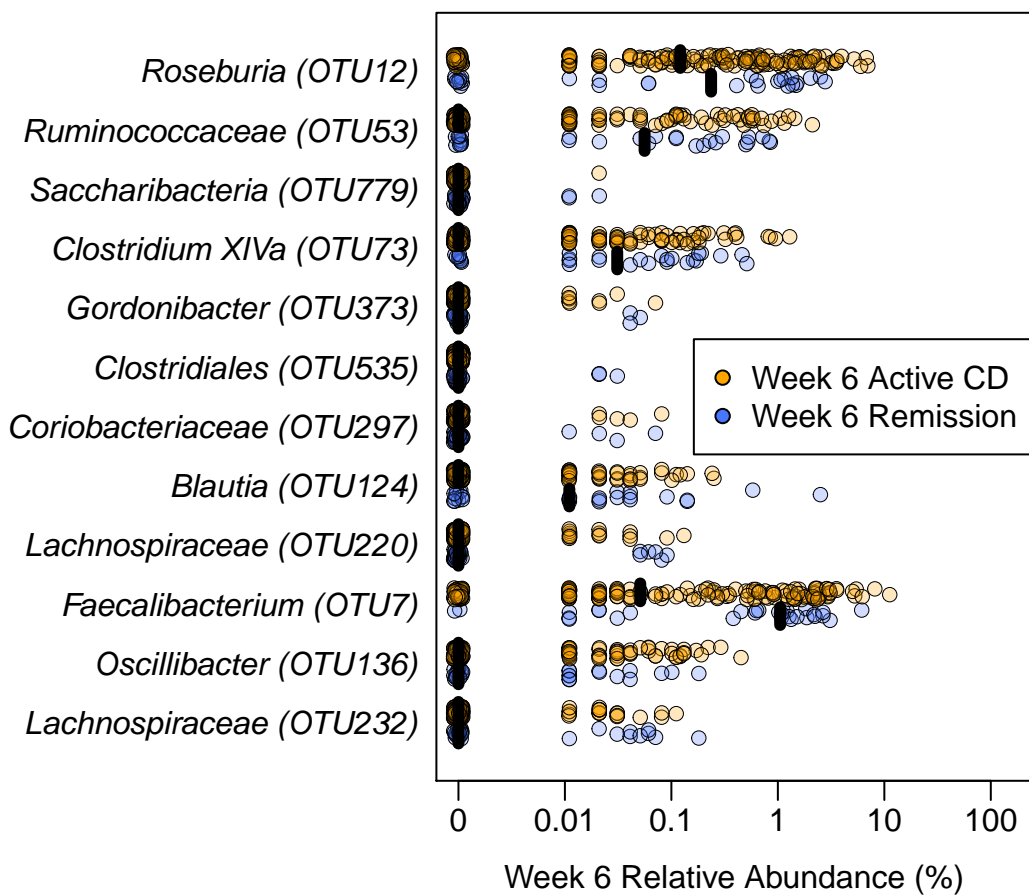 Roseburia (OTU12)
Ruminococcaceae (OTU53)
Saccharibacteria (OTU779)
Clostridium XIVa (OTU73)
Gordonibacter (OTU373)
Clostridiales (OTU535)
Coriobacteriaceae (OTU297)
Blautia (OTU124)
Lachnospiraceae (OTU220)
Faecalibacterium (OTU7)
Oscillibacter (OTU136)
Lachnospiraceae (OTU232)
Week 6 Active CD
Week 6 Remission
0 0.01 0.1 1 10 100
Week 6 Relative Abundance (%)